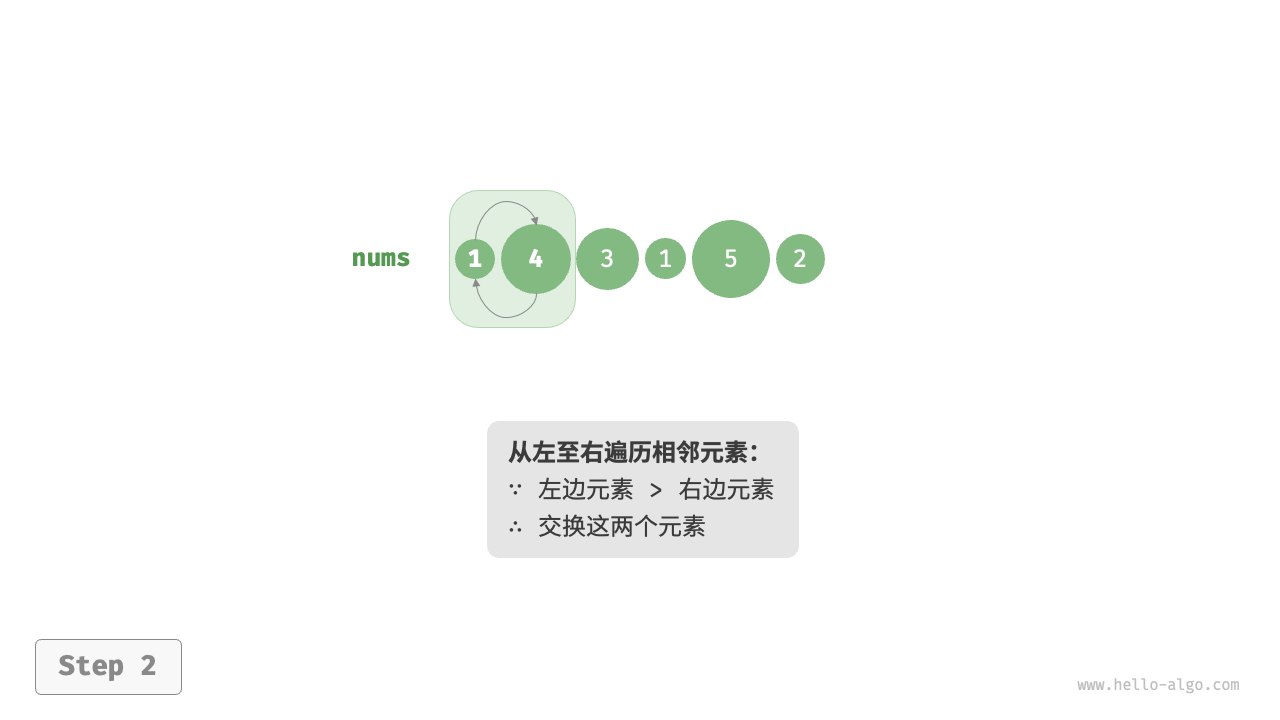 nums 1 4 3 1 5 2
从左至右遍历相邻元素：
∵ 左边元素 > 右边元素
∴ 交换这两个元素
Step 2
www.hello-algo.com